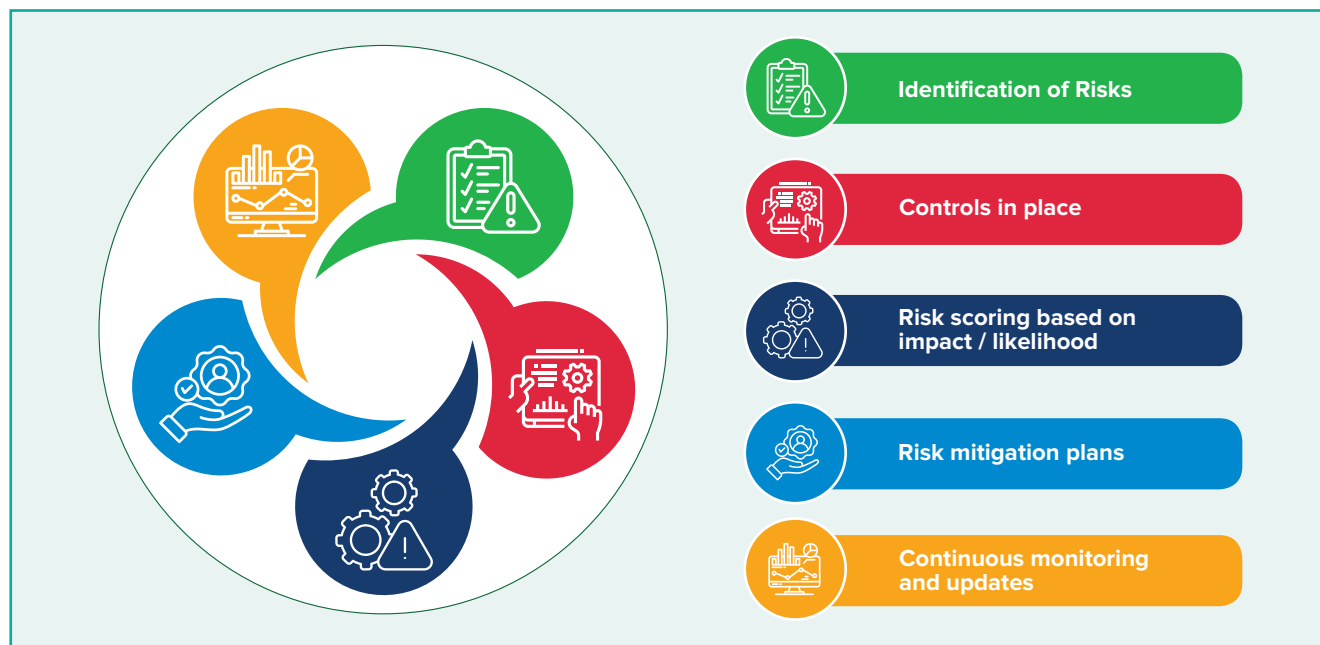 Identification of Risks
Controls in place
Risk scoring based on
impact / likelihood
Risk mitigation plans
Continuous monitoring
and updates